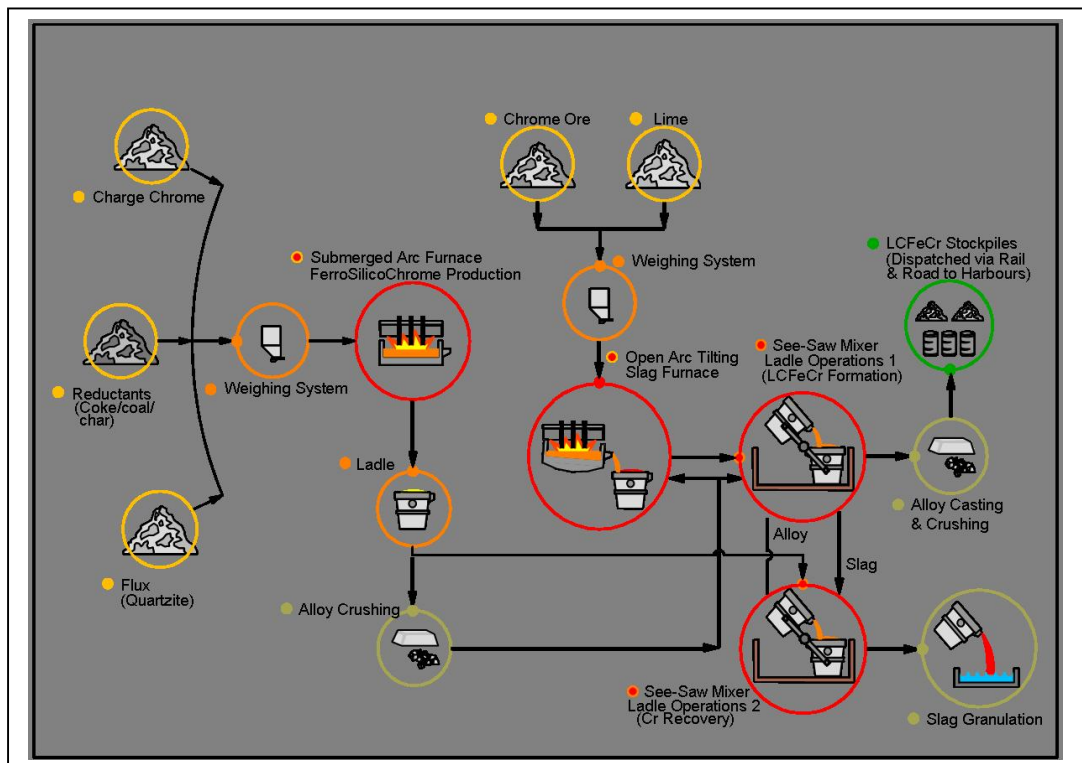 Chrome Ore
Lime
Charge Chrome
LCFeCr Stockpiles
(Dispatched via Rail
& Road to Harbours)
Submerged Arc Furnace
FerroSilicoChrome Production
Weighing System
See-Saw Mixer
Ladle Operations 1
(LCFeCr Formation)
Open Arc Tilting
Slag Furnace
Reductants
(Coke/coal/
char)
Weighing System
Ladle
Alloy Casting
& Crushing
Alloy
Slag
Flux
(Quartzite)
Alloy Crushing
See-Saw Mixer
Ladle Operations 2
(Cr Recovery)
Slag Granulation